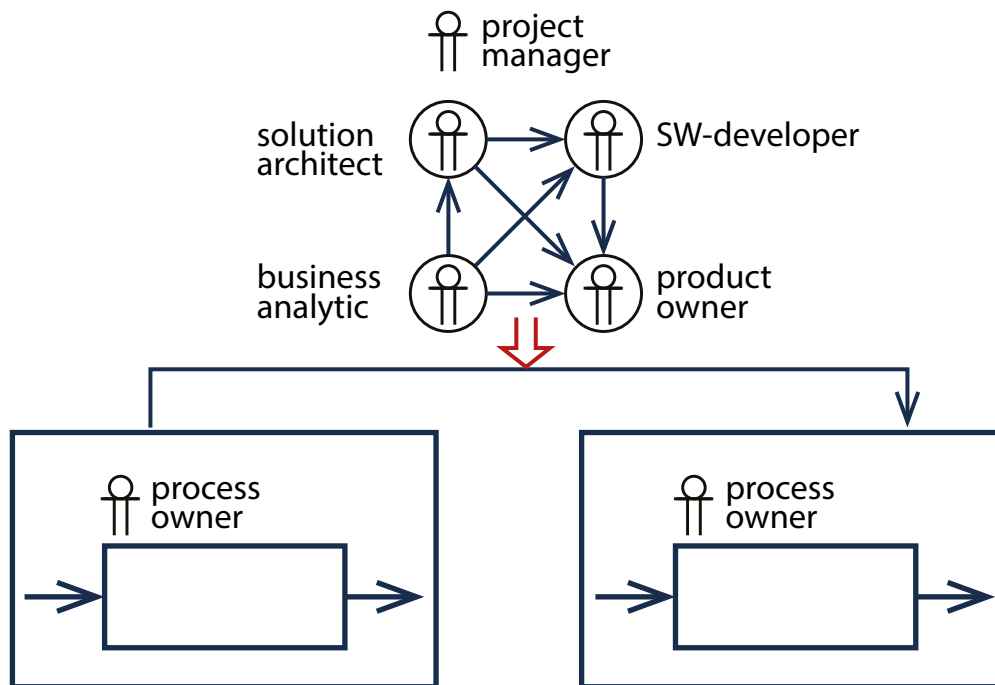 project
manager
solution
architect
SW-developer
business
analytic
product
owner
process
owner
process
owner